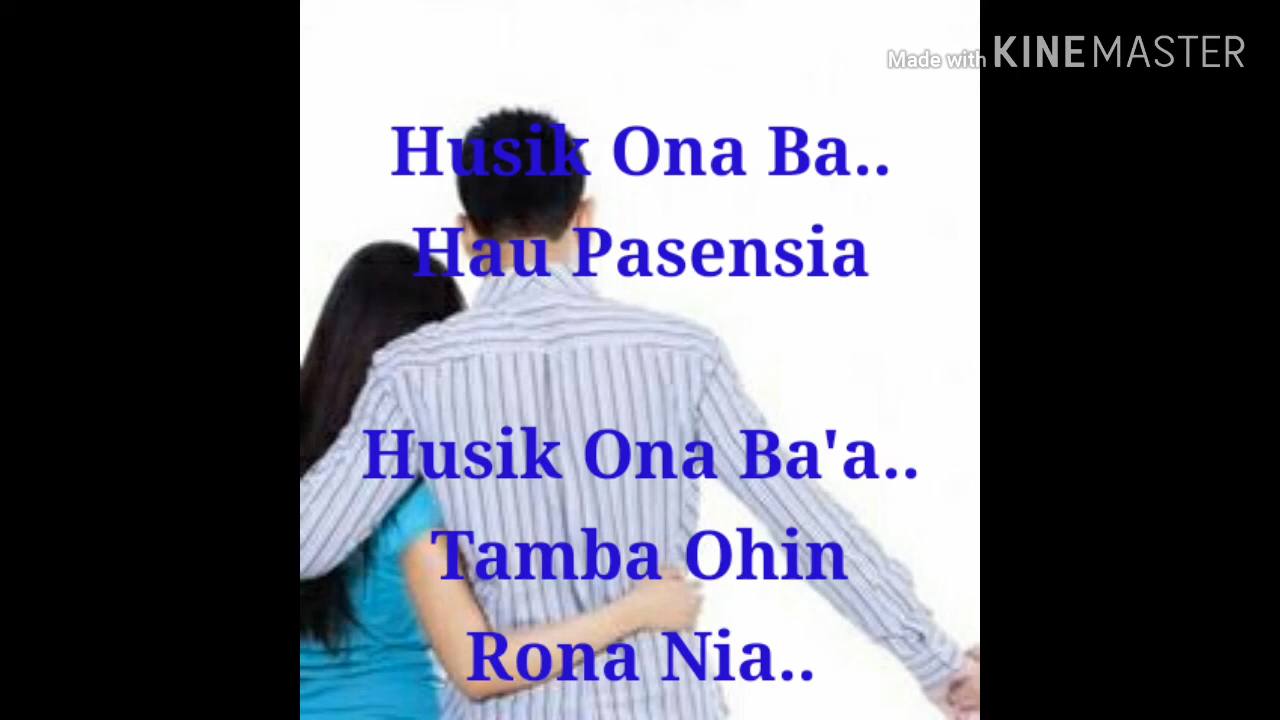 Made with KINEMASTER
Husik Ona Ba..
Hau Pasensia
Husik Ona Ba'a..
Tamba Ohin
Rona Nia..